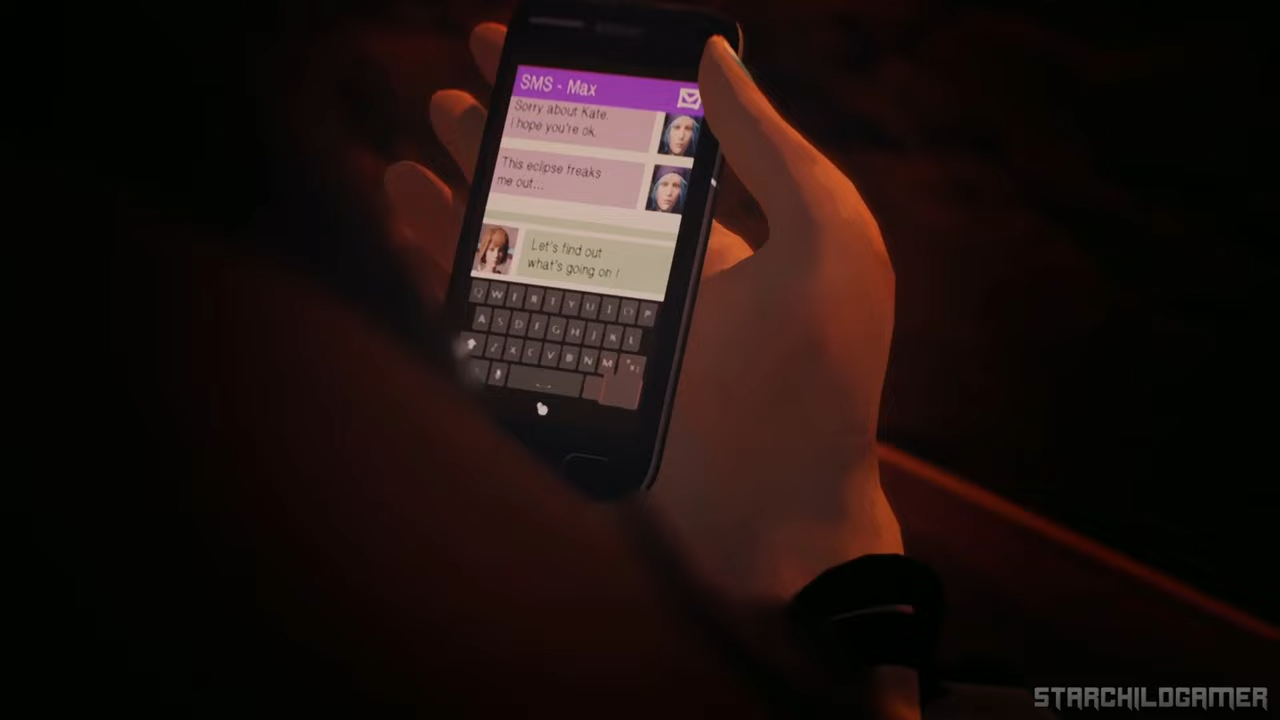 SMS - Max
Sorry about Kate.
I hope you're ok.
This eclipse freaks
me out...
Let's find out
what's going on !
Q W E R T Y U I O P
A S D F G H J K L
Z X C V B N M
STARCHILDGAMER